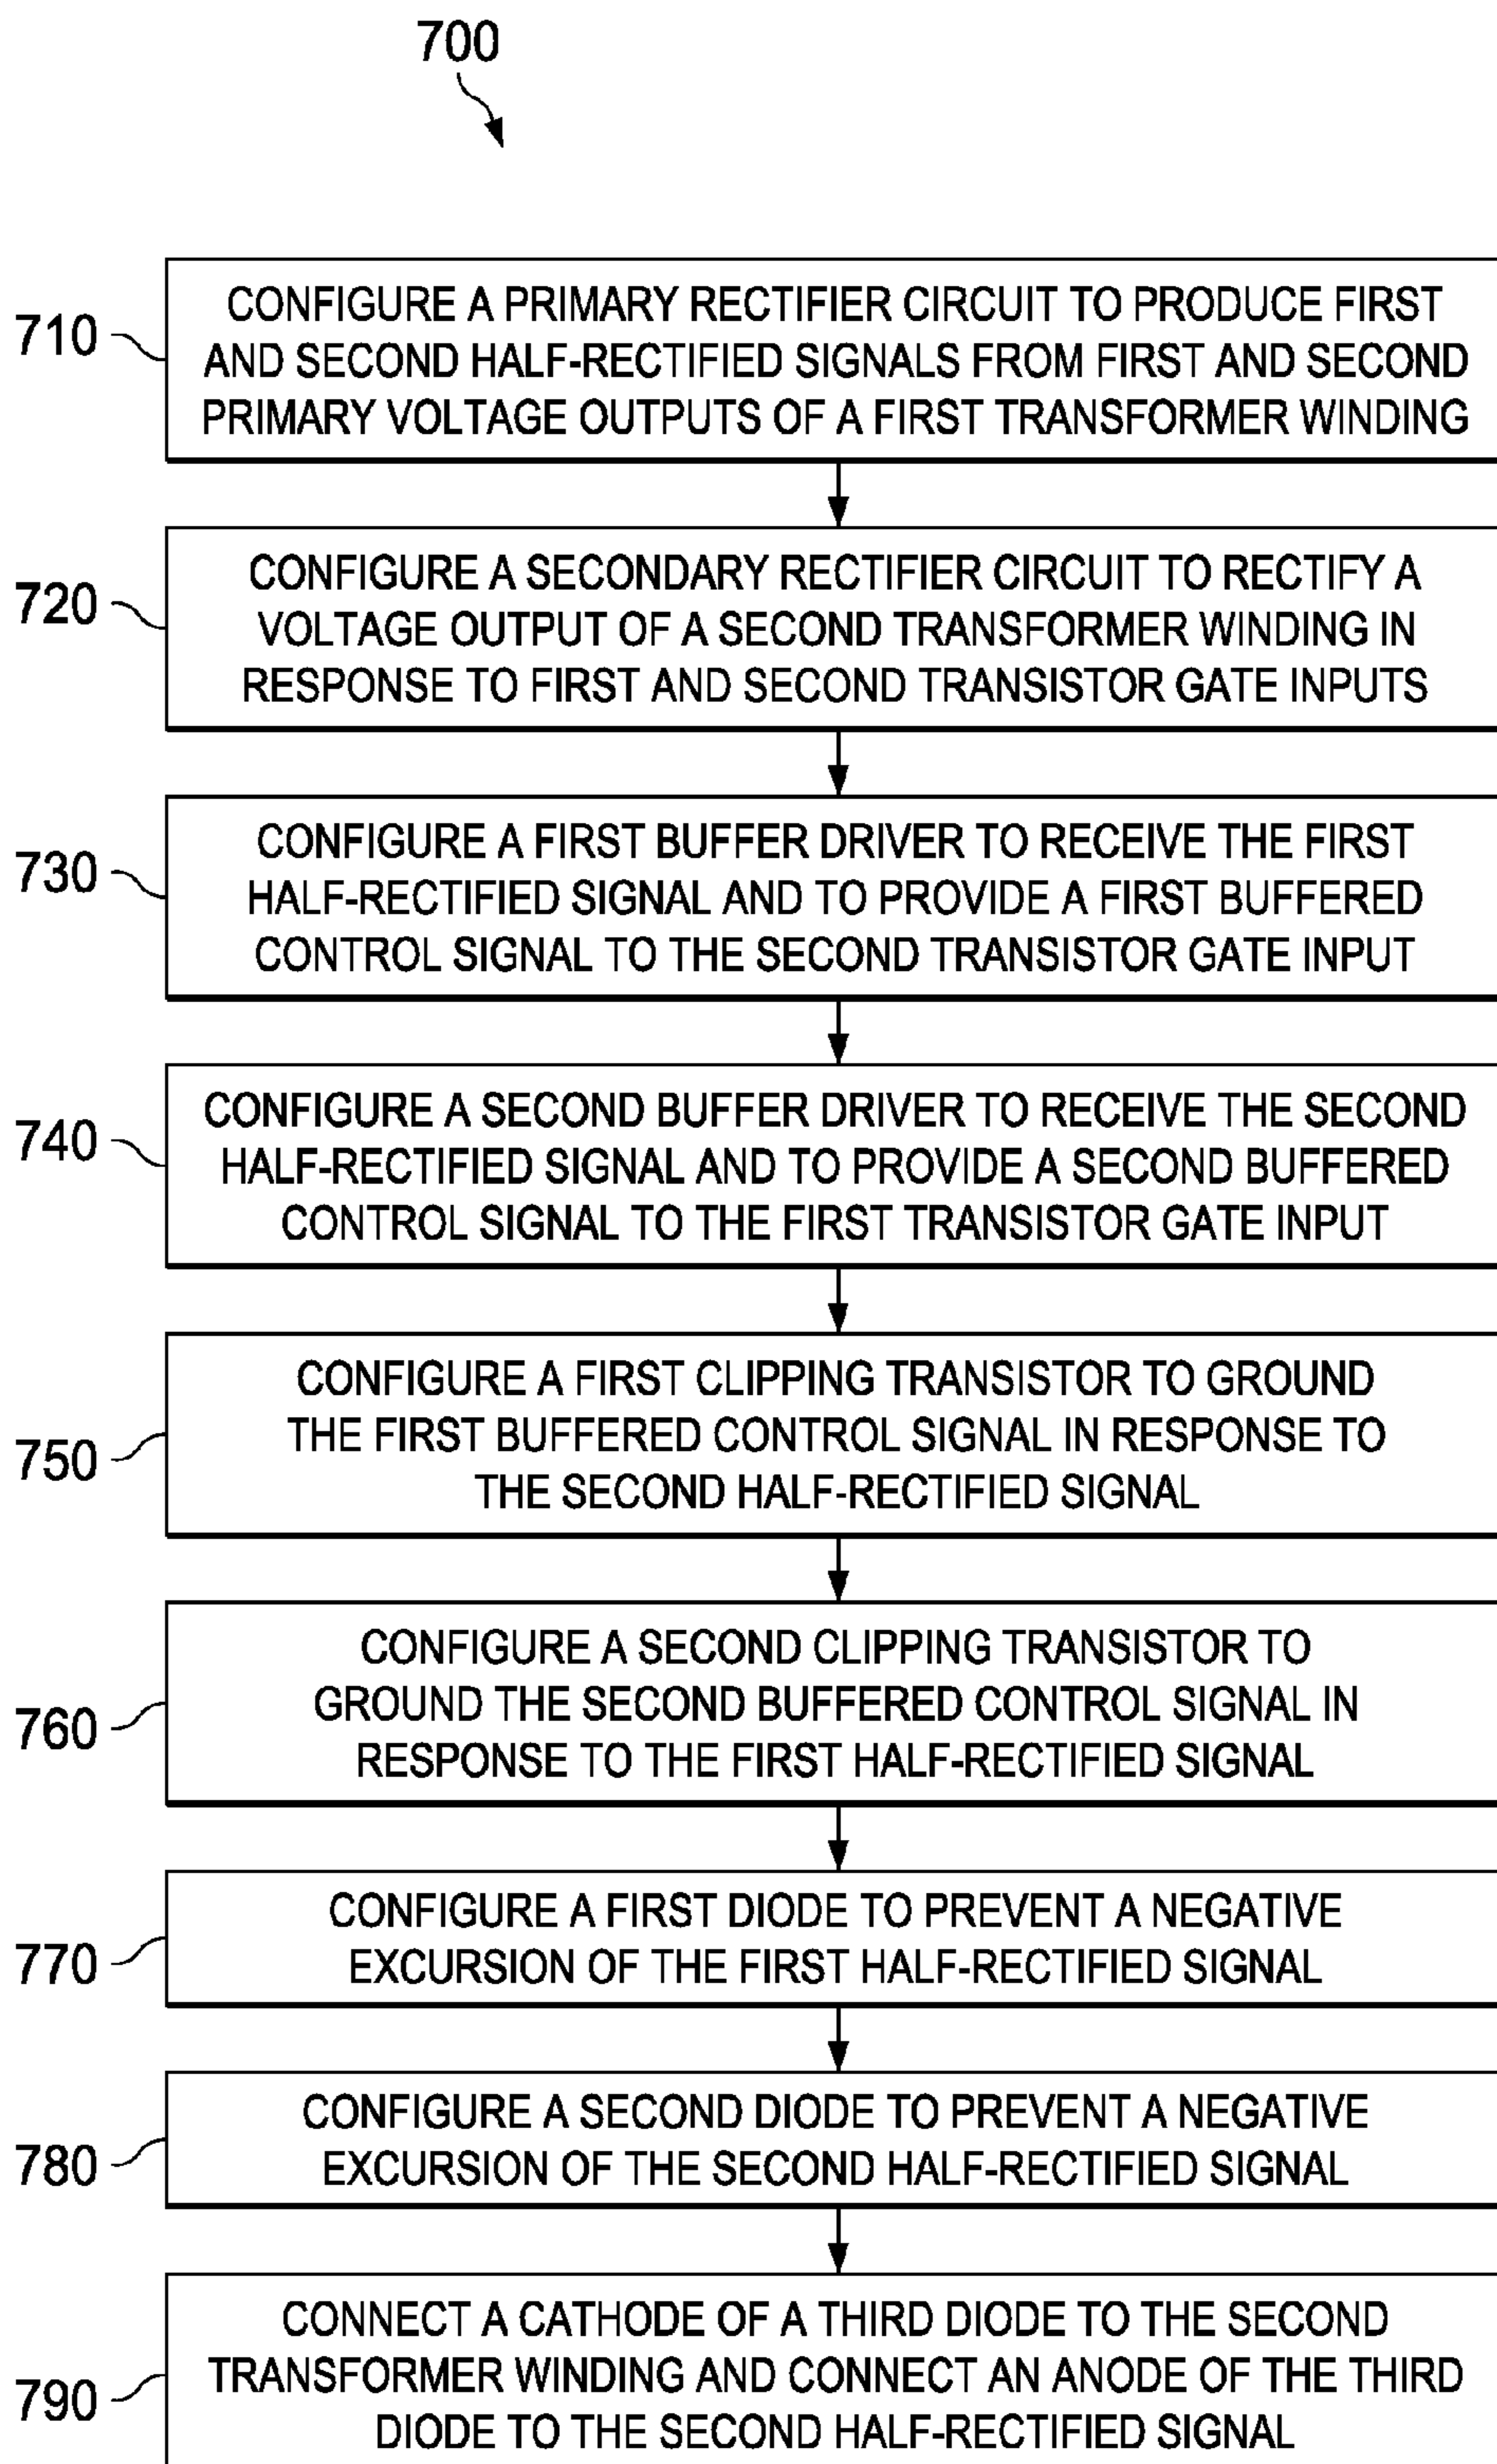 700
710
CONFIGURE A PRIMARY RECTIFIER CIRCUIT TO PRODUCE FIRST
AND SECOND HALF-RECTIFIED SIGNALS FROM FIRST AND SECOND
PRIMARY VOLTAGE OUTPUTS OF A FIRST TRANSFORMER WINDING
720
CONFIGURE A SECONDARY RECTIFIER CIRCUIT TO RECTIFY A
VOLTAGE OUTPUT OF A SECOND TRANSFORMER WINDING IN
RESPONSE TO FIRST AND SECOND TRANSISTOR GATE INPUTS
730
CONFIGURE A FIRST BUFFER DRIVER TO RECEIVE THE FIRST
HALF-RECTIFIED SIGNAL AND TO PROVIDE A FIRST BUFFERED
CONTROL SIGNAL TO THE SECOND TRANSISTOR GATE INPUT
740
CONFIGURE A SECOND BUFFER DRIVER TO RECEIVE THE SECOND
HALF-RECTIFIED SIGNAL AND TO PROVIDE A SECOND BUFFERED
CONTROL SIGNAL TO THE FIRST TRANSISTOR GATE INPUT
750
CONFIGURE A FIRST CLIPPING TRANSISTOR TO GROUND
THE FIRST BUFFERED CONTROL SIGNAL IN RESPONSE TO
THE SECOND HALF-RECTIFIED SIGNAL
760
CONFIGURE A SECOND CLIPPING TRANSISTOR TO
GROUND THE SECOND BUFFERED CONTROL SIGNAL IN
RESPONSE TO THE FIRST HALF-RECTIFIED SIGNAL
770
CONFIGURE A FIRST DIODE TO PREVENT A NEGATIVE
EXCURSION OF THE FIRST HALF-RECTIFIED SIGNAL
780
CONFIGURE A SECOND DIODE TO PREVENT A NEGATIVE
EXCURSION OF THE SECOND HALF-RECTIFIED SIGNAL
790
CONNECT A CATHODE OF A THIRD DIODE TO THE SECOND
TRANSFORMER WINDING AND CONNECT AN ANODE OF THE THIRD
DIODE TO THE SECOND HALF-RECTIFIED SIGNAL